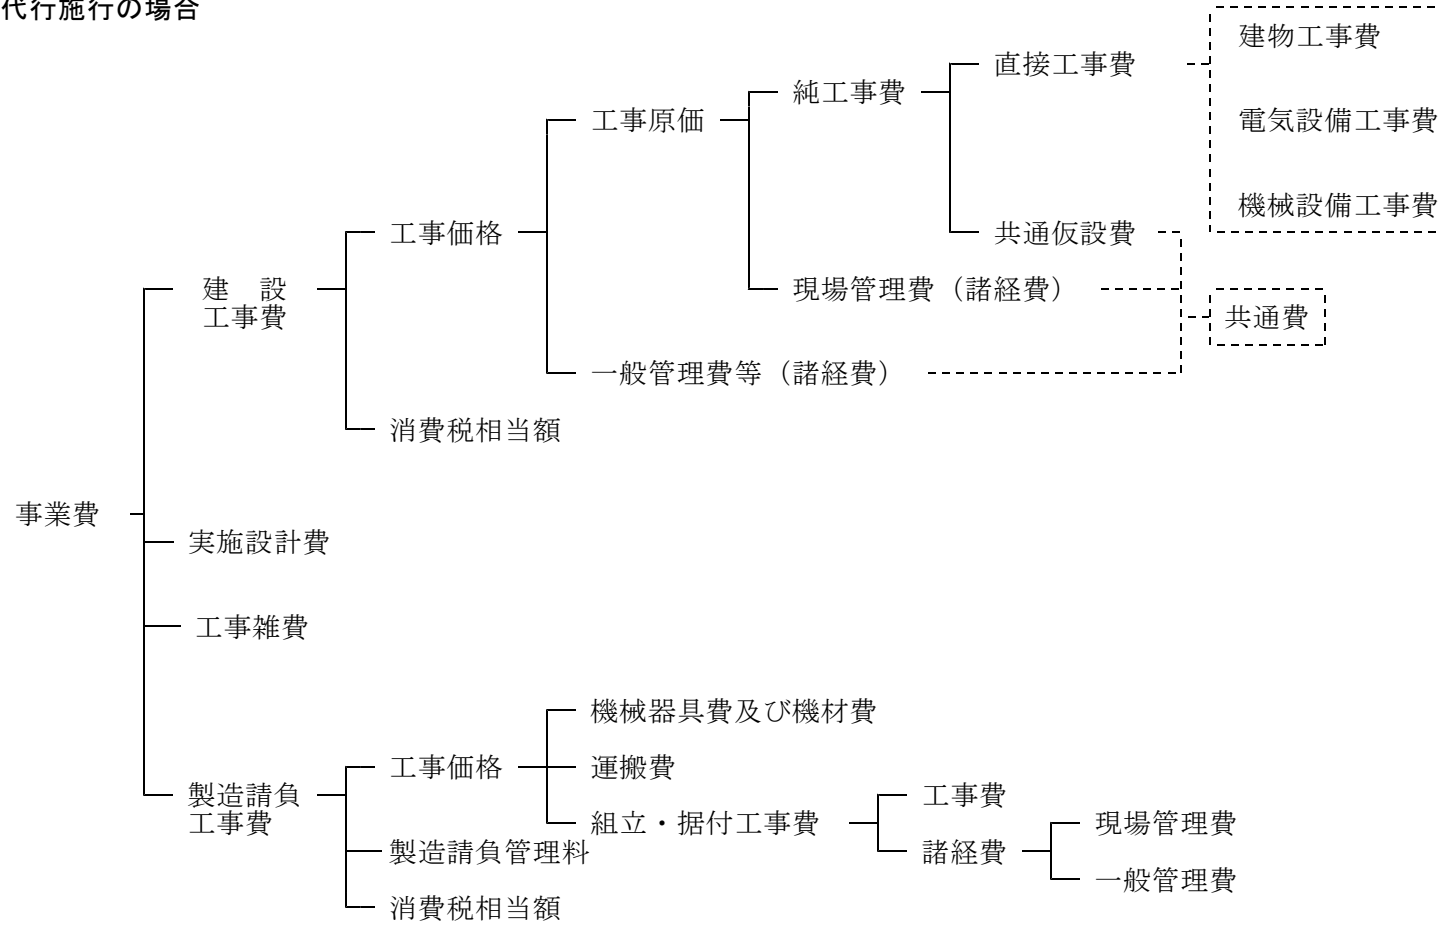 代行施行の場合
建物工事費
直接工事費
純工事費
工事原価
電気設備工事費
機械設備工事費
工事価格
共通仮設費
建　設
工事費
現場管理費（諸経費）
共通費
一般管理費等（諸経費）
消費税相当額
事業費
実施設計費
工事雑費
機械器具費及び機材費
工事価格
運搬費
製造請負
工事費
工事費
組立・据付工事費
現場管理費
製造請負管理料
諸経費
一般管理費
消費税相当額